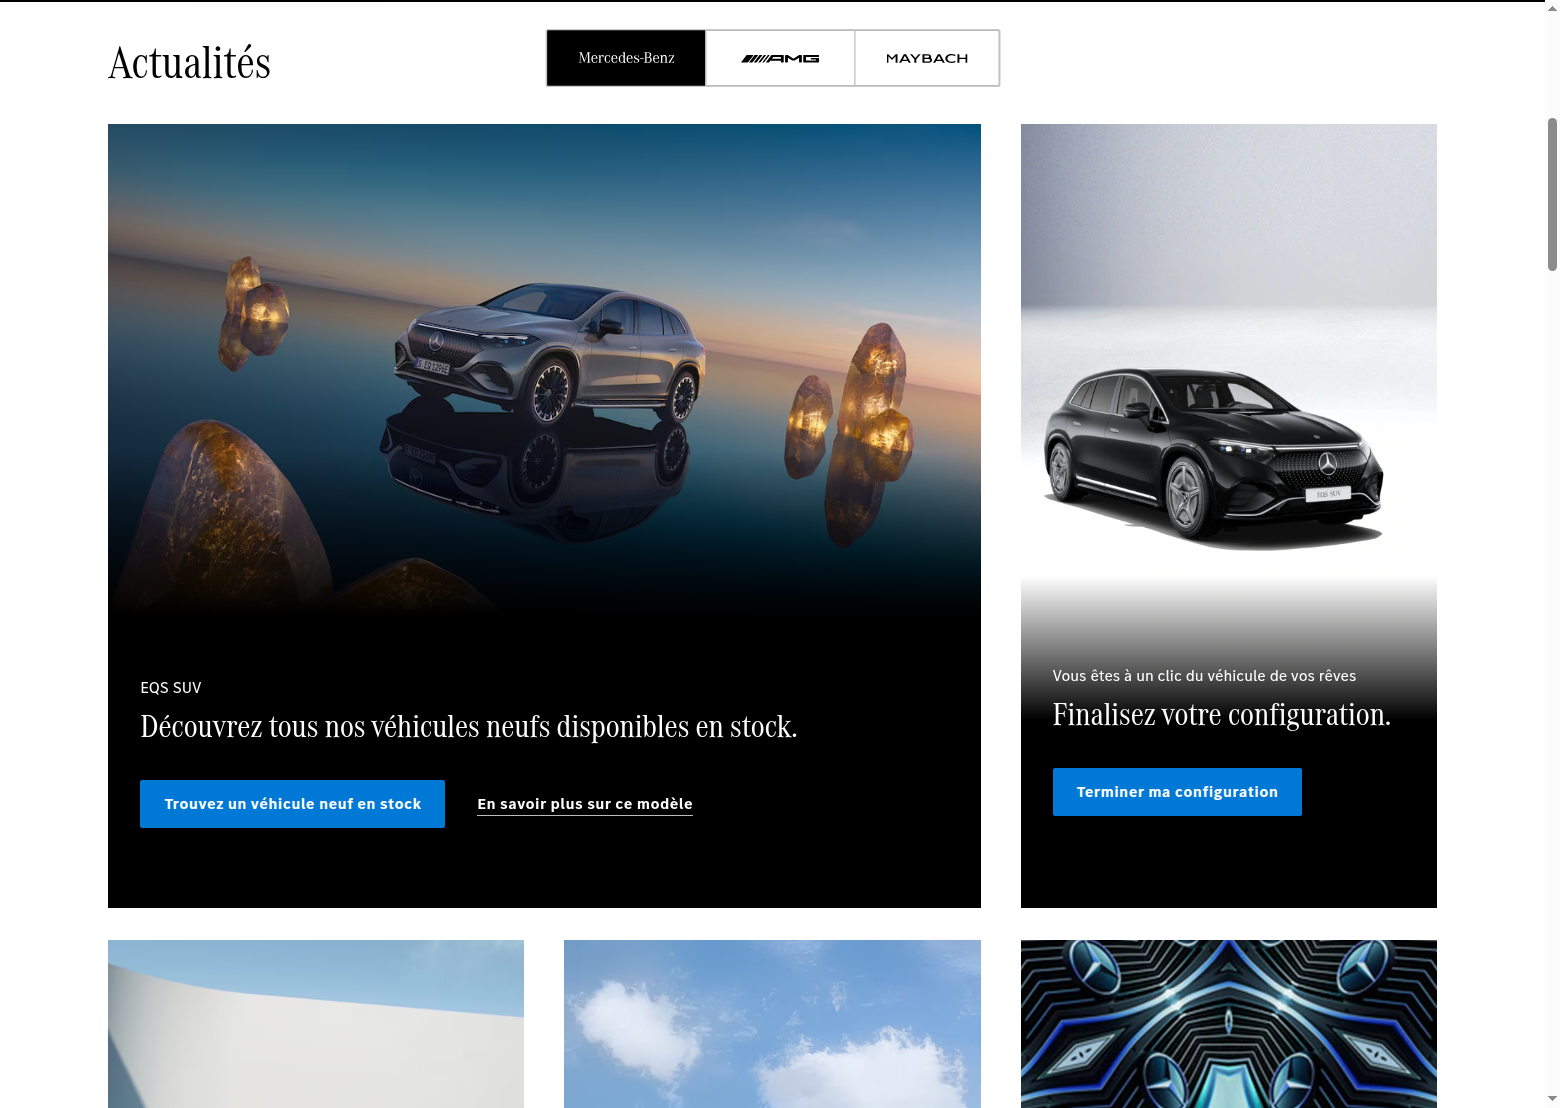 Actualités
Mercedes-Benz
AMG
MAYBACH
EQS SUV
EQS SUV
Découvrez tous nos véhicules neufs disponibles en stock.
Trouvez un véhicule neuf en stock
En savoir plus sur ce modèle
Vous êtes à un clic du véhicule de vos rêves
Finalisez votre configuration.
Terminer ma configuration